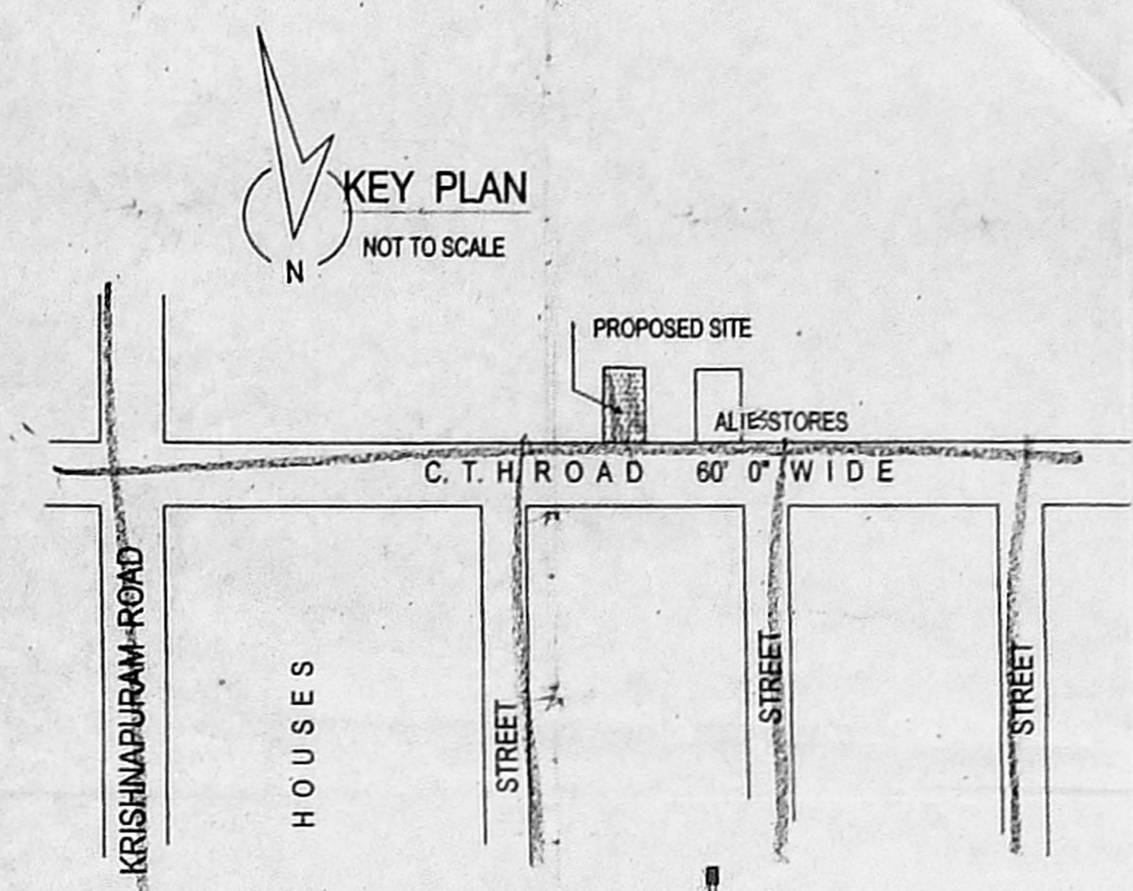 KEY PLAN
NOT TO SCALE
N
PROPOSED SITE
STORES
C. T. H. ROAD 60' 0" WIDE
KRISHNAPURAM ROAD
HOUSES
STREET
STREET
STREET